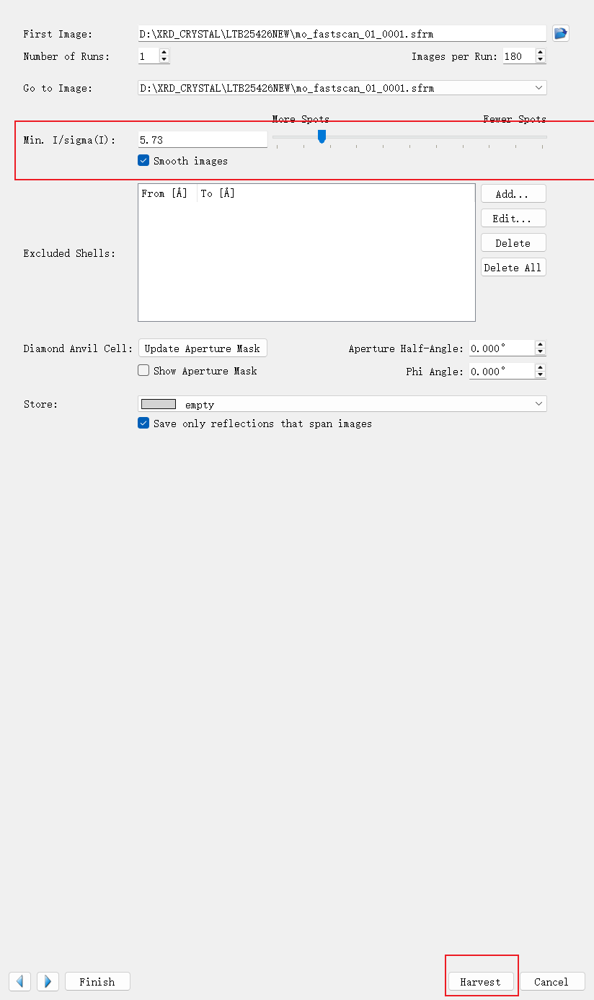 First Image: D:\XRD_CRYSTAL\LTB25426NEW\mo_fastscan_01_0001.sfrm
Number of Runs: 1 Images per Run: 180
Go to Image: D:\XRD_CRYSTAL\LTB25426NEW\mo_fastscan_01_0001.sfrm
More Spots Fewer Spots
Min. I/sigma(I): 5.73
Smooth images
From [Å] To [Å] Add...
Edit...
Delete
Excluded Shells:
Delete All
Diamond Anvil Cell: Update Aperture Mask Aperture Half-Angle: 0.000°
Show Aperture Mask Phi Angle: 0.000°
Store: empty
Save only reflections that span images
Finish Harvest Cancel